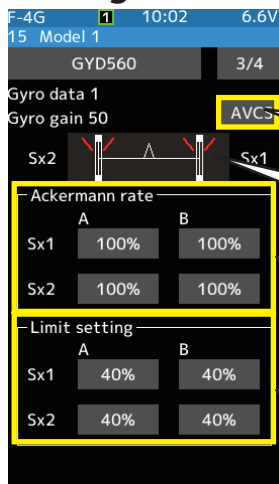 F-4G 1 10:02 6.6V
15 Model 1
GYD560 3/4
Gyro data 1
Gyro gain 50 AVCS
Sx2 Sx1
Ackermann rate
A B
Sx1 100% 100%
Sx2 100% 100%
Limit setting
A B
Sx1 40% 40%
Sx2 40% 40%